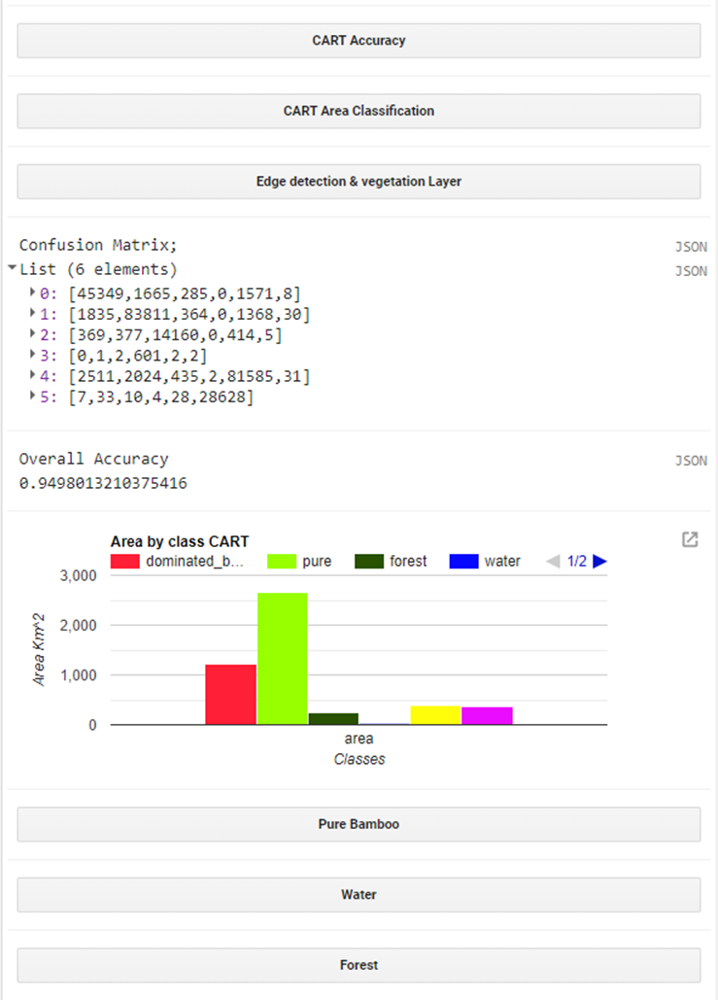 CART Accuracy
CART Area Classification
Edge detection & vegetation Layer
Confusion Matrix; JSON
List (6 elements) JSON
0: [45349,1665,285,0,1571,8]
1: [1835,83811,364,0,1368,30]
2: [369,377,14160,0,414,5]
3: [0,1,2,601,2,2]
4: [2511,2024,435,2,81585,31]
5: [7,33,10,4,28,28628]
Overall Accuracy JSON
0.9498013210375416
Area by class CART
dominated_b... pure forest water 1/2
3,000
2,000
1,000
0
Area Km^2
area
Classes
Pure Bamboo
Water
Forest